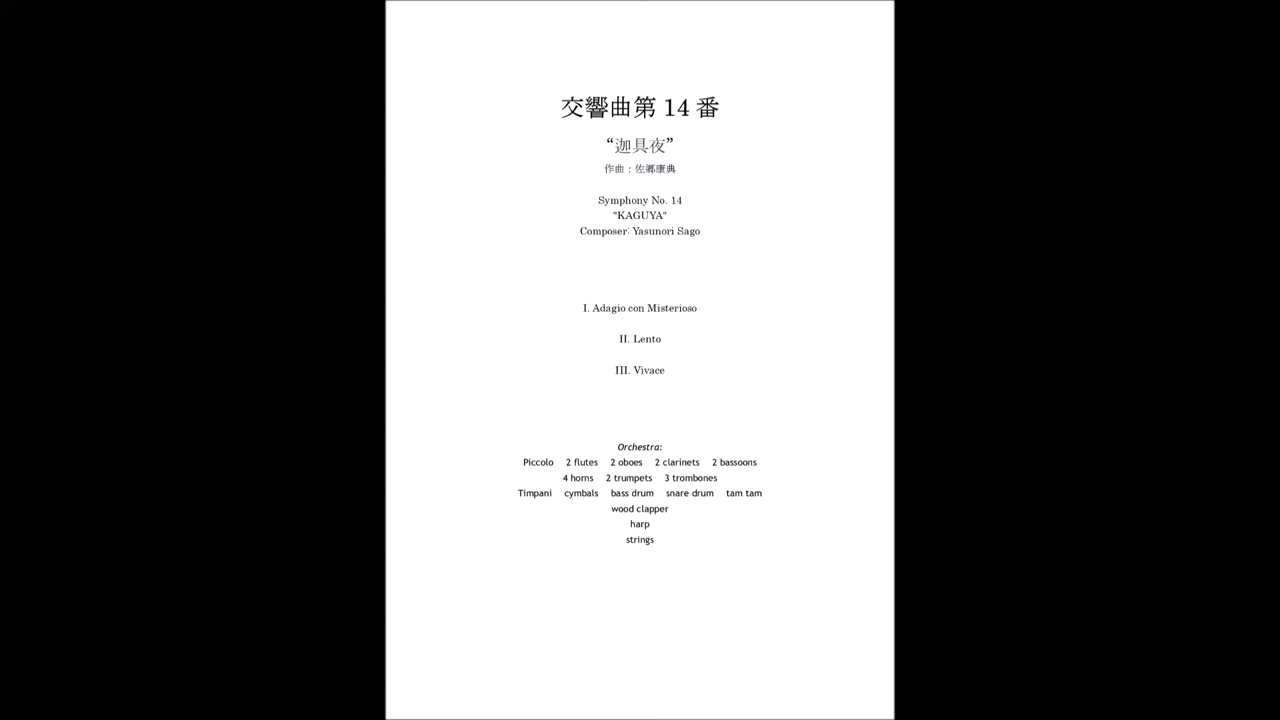 交響曲第 14 番
“迦具夜”
作曲：佐郷康典
Symphony No. 14
"KAGUYA"
Composer: Yasunori Sago
I. Adagio con Misterioso
II. Lento
III. Vivace
Orchestra:
Piccolo 2 flutes 2 oboes 2 clarinets 2 bassoons
4 horns 2 trumpets 3 trombones
Timpani cymbals bass drum snare drum tam tam
wood clapper
harp
strings